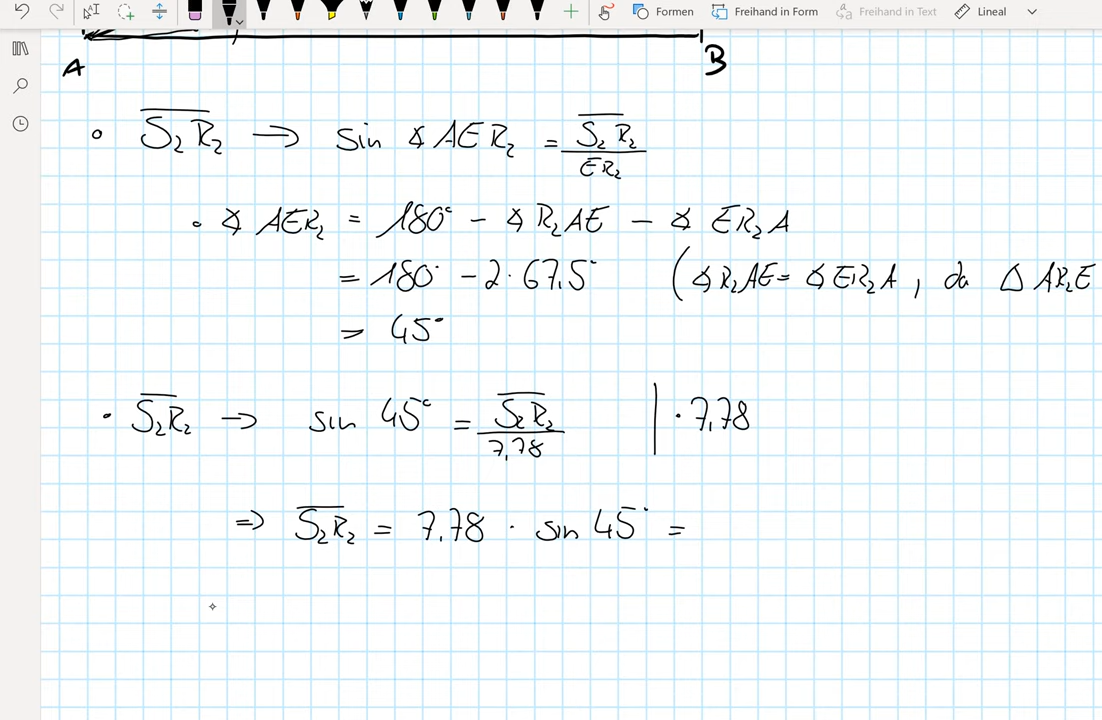 Formen Freihand in Form Freihand in Text Lineal
A B
S₂R₂ → sin ∡ AER₂ = S₂R₂ / ER₂
· ∡ AER₂ = 180° - ∡ R₂AE - ∡ ER₂A
= 180° - 2 · 67,5° (∡ R₂AE = ∡ ER₂A, da △ AR₂E
= 45°
· S₂R₂ → sin 45° = S₂R₂ / 7,78 | · 7,78
⇒ S₂R₂ = 7,78 · sin 45° =